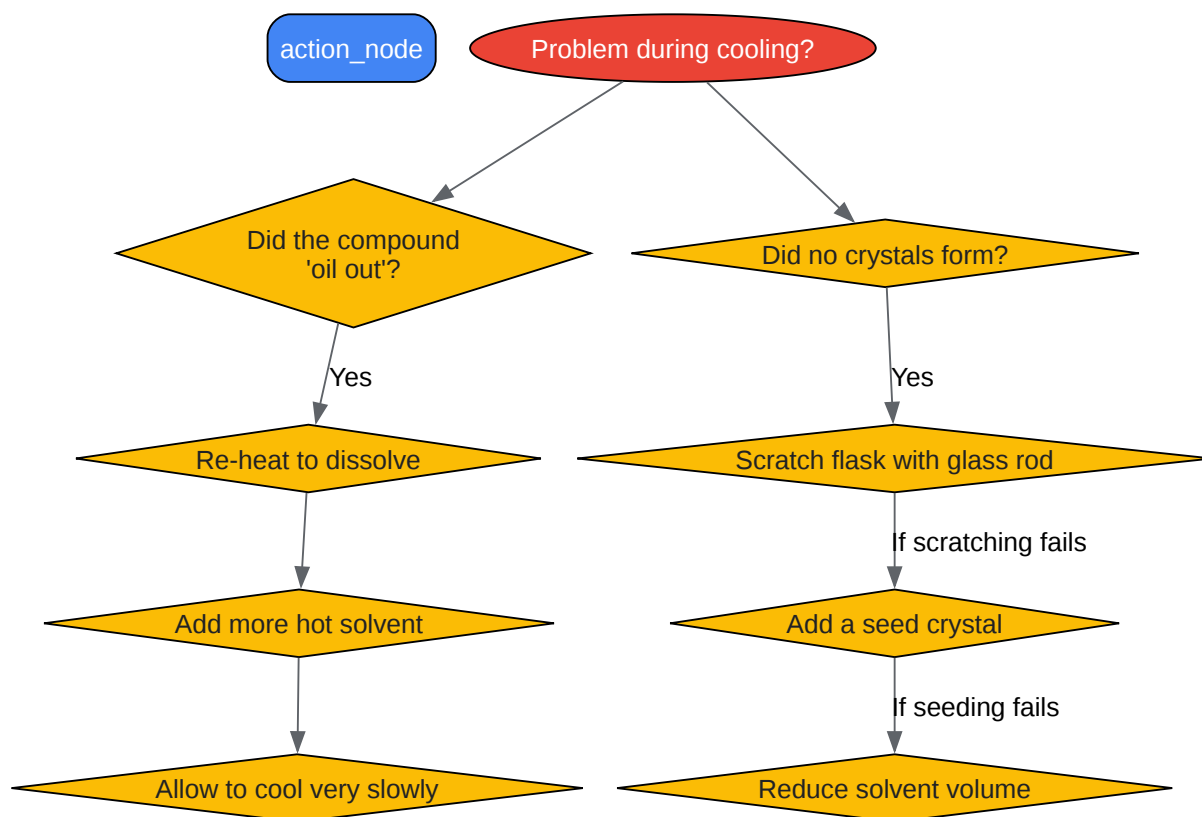 action_node
Problem during cooling?
Did the compound
'oil out'?
Did no crystals form?
Yes
Yes
Re-heat to dissolve
Scratch flask with glass rod
If scratching fails
Add more hot solvent
Add a seed crystal
If seeding fails
Allow to cool very slowly
Reduce solvent volume